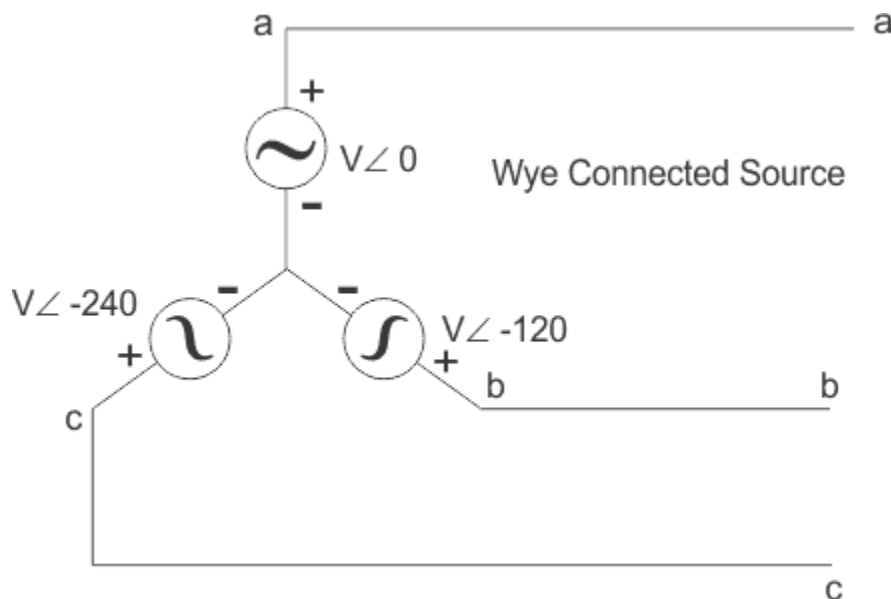 a
a
+
V∠ 0
Wye Connected Source
-
-
-
V∠ -240
V∠ -120
+
+
b
b
c
c